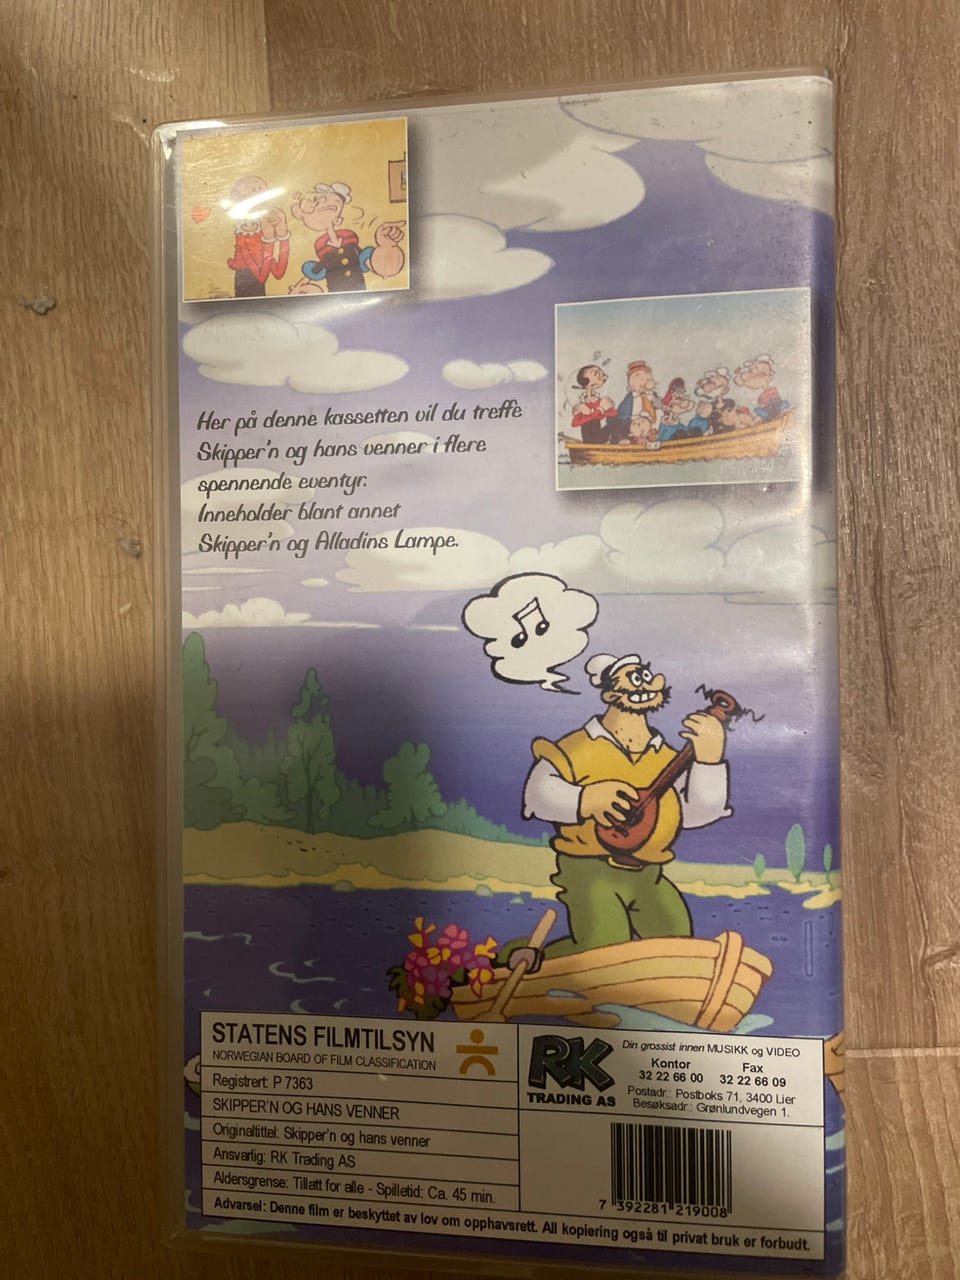 Her på denne kassetten vil du treffe
Skipper'n og hans venner i flere
spennende eventyr.
Inneholder blant annet
Skipper'n og Alladins Lampe.
STATENS FILMTILSYN
NORWEGIAN BOARD OF FILM CLASSIFICATION
Registrert: P 7363
SKIPPER'N OG HANS VENNER
Originaltittel: Skipper'n og hans venner
Ansvarlig: RK Trading AS
Aldersgrense: Tillatt for alle - Spilletid: Ca. 45 min.
Advarsel: Denne film er beskyttet av lov om opphavsrett. All kopiering også til privat bruk er forbudt.
RK
TRADING AS
Din grossist innen MUSIKK og VIDEO
Kontor Fax
32 22 66 00 32 22 66 09
Postadr.: Postboks 71, 3400 Lier
Besøksadr.: Grønlundvegen 1.
7 392281 219008